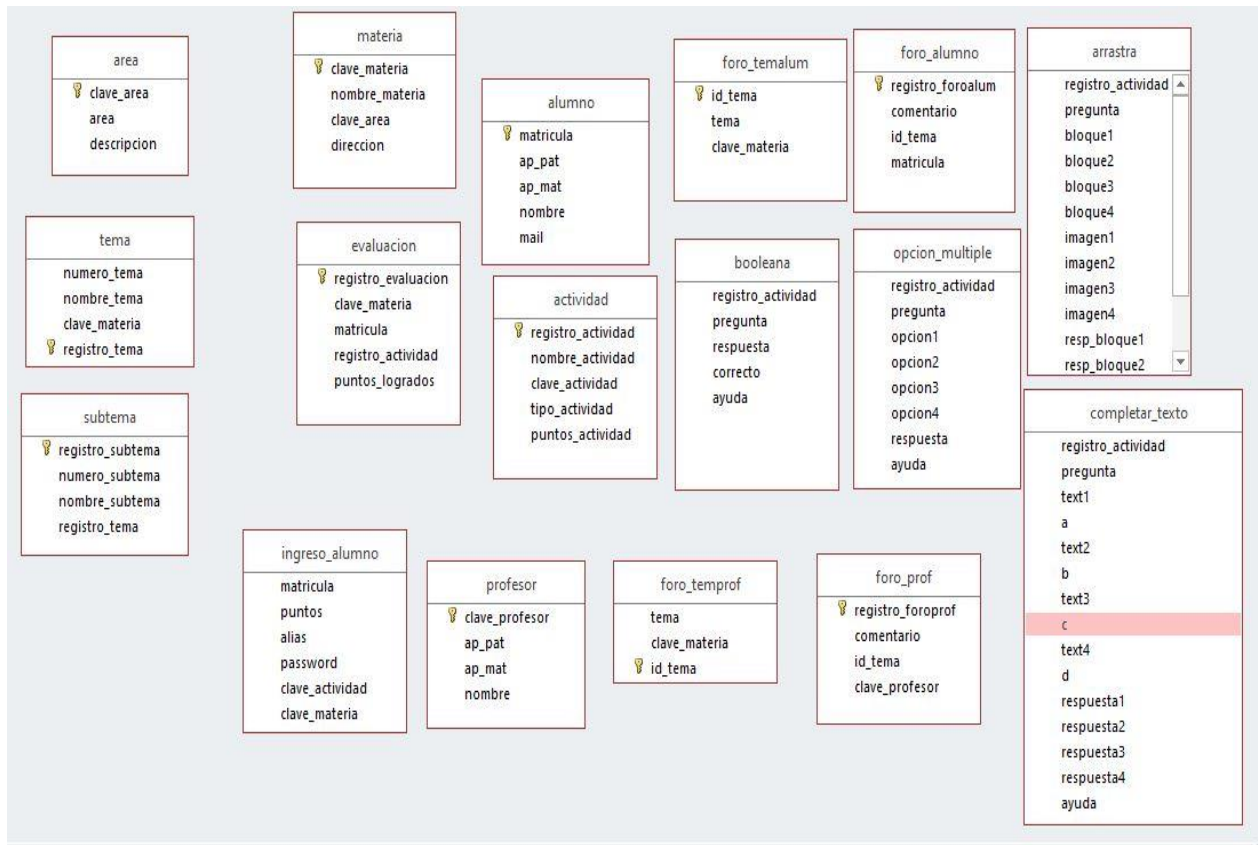 area
clave_area
area
descripcion
materia
clave_materia
nombre_materia
clave_area
direccion
alumno
matricula
ap_pat
ap_mat
nombre
mail
foro_temalum
id_tema
tema
clave_materia
foro_alumno
registro_foroalum
comentario
id_tema
matricula
arrastra
registro_actividad
pregunta
bloque1
bloque2
bloque3
bloque4
imagen1
imagen2
imagen3
imagen4
resp_bloque1
resp_bloque2
tema
numero_tema
nombre_tema
clave_materia
registro_tema
evaluacion
registro_evaluacion
clave_materia
matricula
registro_actividad
puntos_logrados
actividad
registro_actividad
nombre_actividad
clave_actividad
tipo_actividad
puntos_actividad
booleana
registro_actividad
pregunta
respuesta
correcto
ayuda
opcion_multiple
registro_actividad
pregunta
opcion1
opcion2
opcion3
opcion4
respuesta
ayuda
subtema
registro_subtema
numero_subtema
nombre_subtema
registro_tema
completar_texto
registro_actividad
pregunta
text1
a
text2
b
text3
c
text4
d
respuesta1
respuesta2
respuesta3
respuesta4
ayuda
ingreso_alumno
matricula
puntos
alias
password
clave_actividad
clave_materia
profesor
clave_profesor
ap_pat
ap_mat
nombre
foro_temprof
tema
clave_materia
id_tema
foro_prof
registro_foroprof
comentario
id_tema
clave_profesor